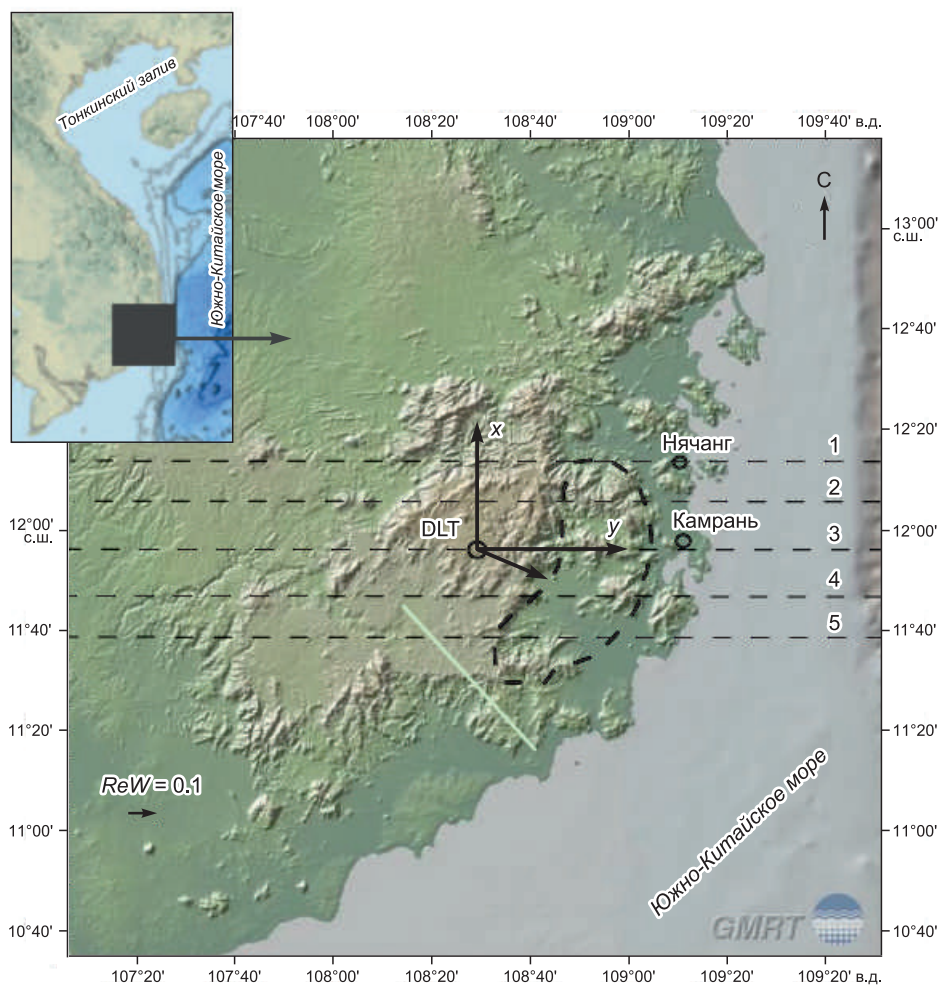 Тонкинский залив
Южно-Китайское море
107°40' 108°00' 108°20' 108°40' 109°00' 109°20' 109°40' в.д.
С
13°00'
с.ш.
12°40'
x
12°20'
Нячанг
1
2
12°00'
с.ш.
DLT
y
Камрань
3
12°00'
4
11°40'
5
11°40'
11°20'
11°20'
ReW = 0.1
Южно-Китайское море
11°00'
11°00'
GMRT
10°40'
10°40'
107°20' 107°40' 108°00' 108°20' 108°40' 109°00' 109°20' в.д.